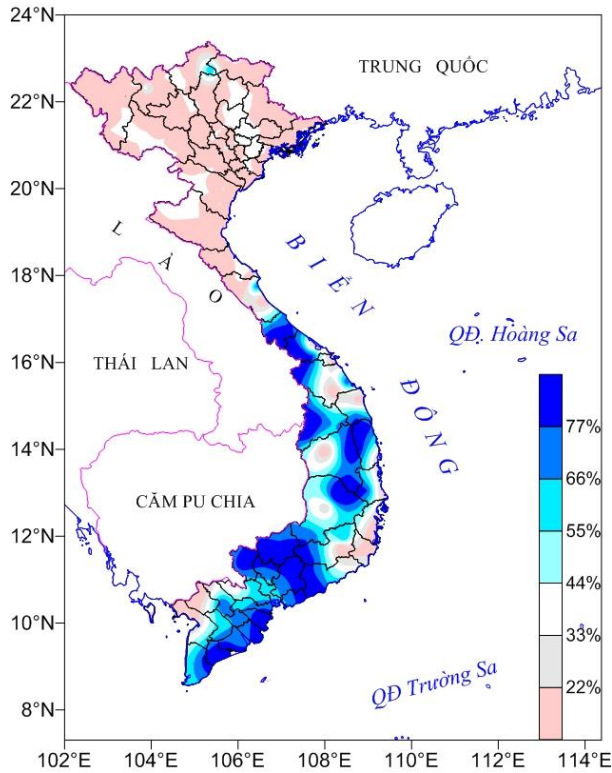 24°N
TRUNG QUỐC
22°N
20°N
LÀO
BIỂN ĐÔNG
18°N
QĐ. Hoàng Sa
16°N
THÁI LAN
77%
14°N
66%
CĂM PU CHIA
55%
12°N
44%
10°N
33%
QĐ Trường Sa
22%
8°N
102°E 104°E 106°E 108°E 110°E 112°E 114°E